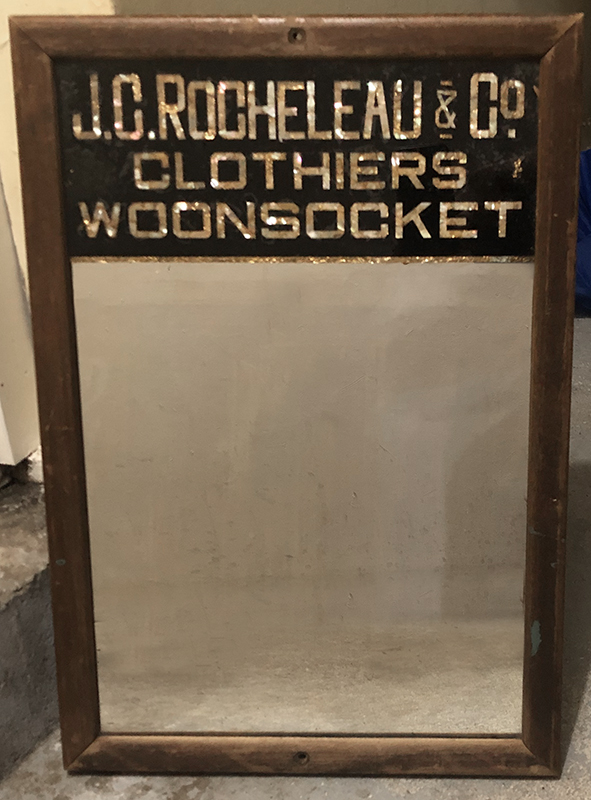 J.C. ROCHELEAU & Co.
CLOTHIERS
WOONSOCKET